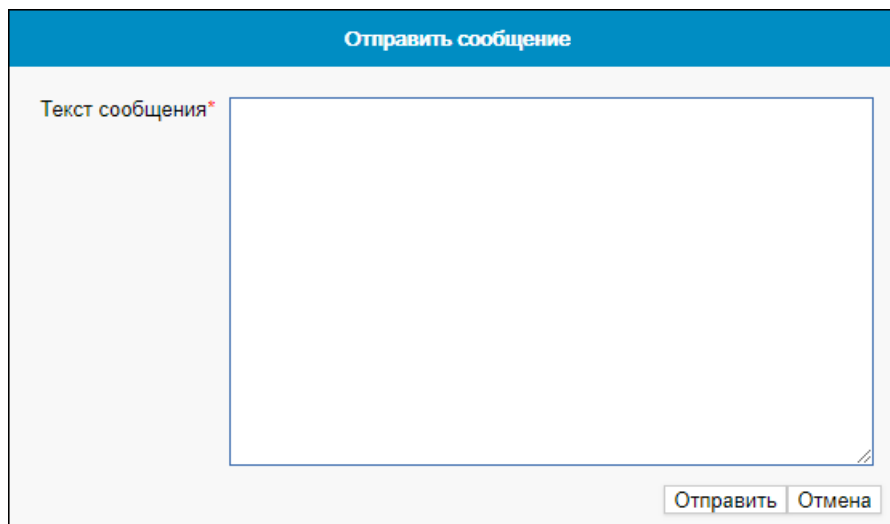 Отправить сообщение
Текст сообщения*
Отправить Отмена